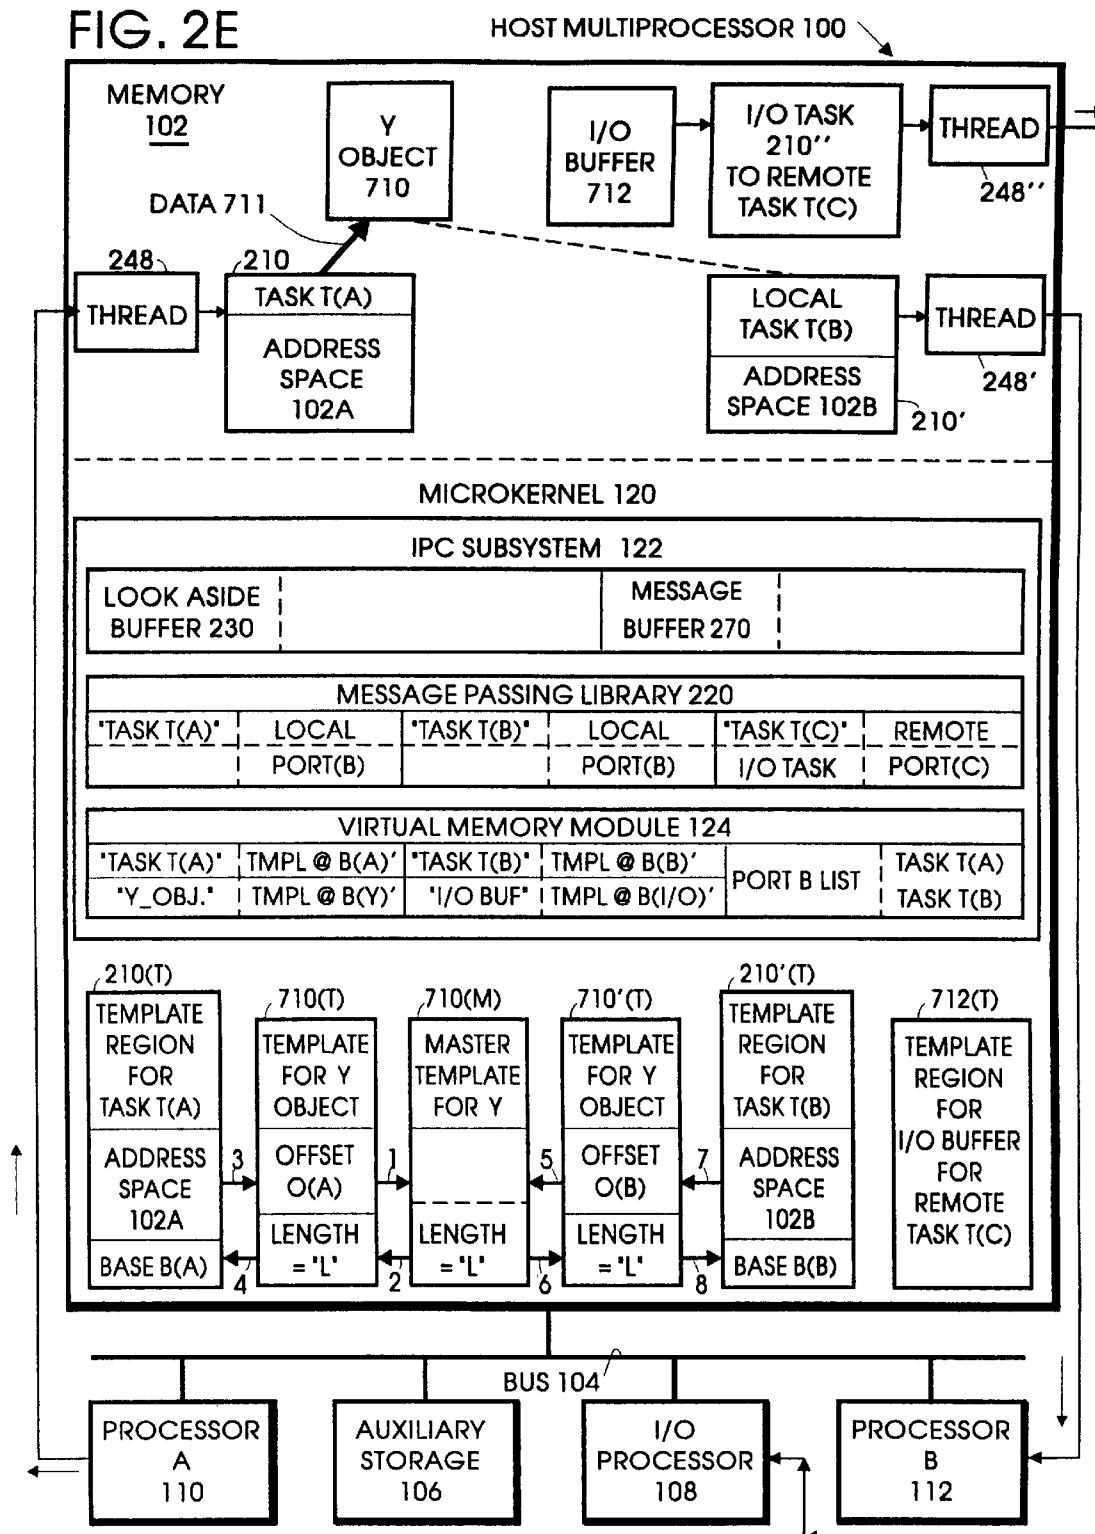 FIG. 2E
HOST MULTIPROCESSOR 100
MEMORY
102
Y
OBJECT
710
I/O
BUFFER
712
I/O TASK
210''
TO REMOTE
TASK T(C)
THREAD
248''
DATA 711
248
THREAD
210
TASK T(A)
ADDRESS
SPACE
102A
LOCAL
TASK T(B)
ADDRESS
SPACE 102B
210'
THREAD
248'
MICROKERNEL 120
IPC SUBSYSTEM 122
LOOK ASIDE
BUFFER 230
MESSAGE
BUFFER 270
MESSAGE PASSING LIBRARY 220
"TASK T(A)" LOCAL "TASK T(B)" LOCAL "TASK T(C)" REMOTE
PORT(B) PORT(B) I/O TASK PORT(C)
VIRTUAL MEMORY MODULE 124
"TASK T(A)" TMPL @ B(A)' "TASK T(B)" TMPL @ B(B)' PORT B LIST TASK T(A)
"Y_OBJ." TMPL @ B(Y)' "I/O BUF" TMPL @ B(I/O)' TASK T(B)
210(T)
TEMPLATE
REGION
FOR
TASK T(A)
ADDRESS
SPACE
102A
BASE B(A)
3
4
710(T)
TEMPLATE
FOR Y
OBJECT
OFFSET
O(A)
LENGTH
= "L"
1
2
710(M)
MASTER
TEMPLATE
FOR Y
LENGTH
= "L"
5
6
710'(T)
TEMPLATE
FOR Y
OBJECT
OFFSET
O(B)
LENGTH
= "L"
7
8
210'(T)
TEMPLATE
REGION
FOR
TASK T(B)
ADDRESS
SPACE
102B
BASE B(B)
712(T)
TEMPLATE
REGION
FOR
I/O BUFFER
FOR
REMOTE
TASK T(C)
BUS 104
PROCESSOR
A
110
AUXILIARY
STORAGE
106
I/O
PROCESSOR
108
PROCESSOR
B
112